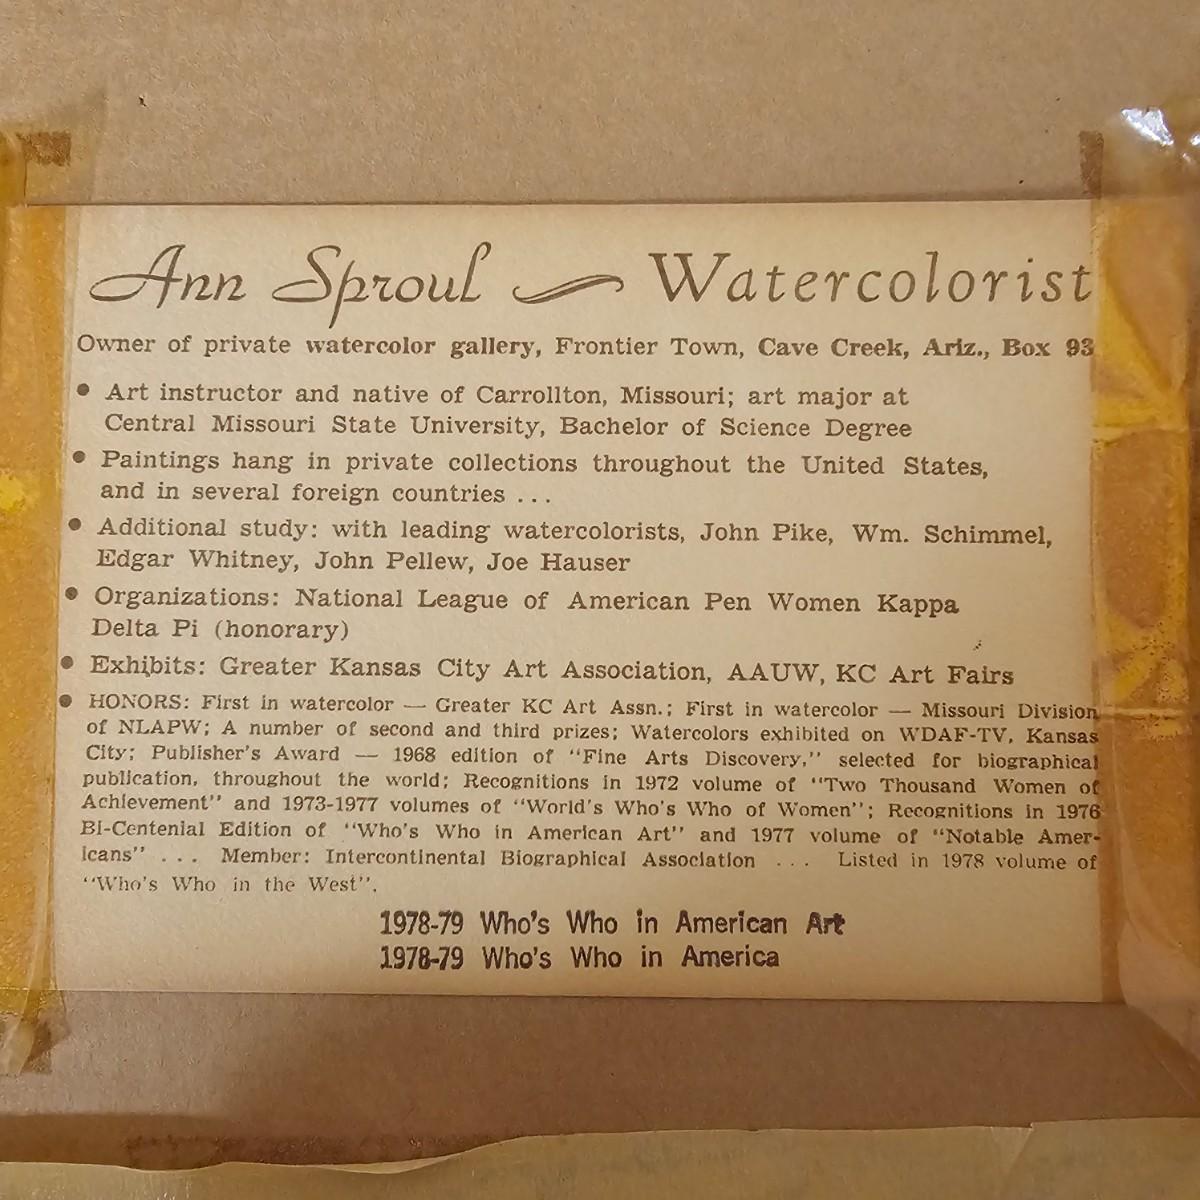 Ann Sproul ~ Watercolorist
Owner of private watercolor gallery, Frontier Town, Cave Creek, Ariz., Box 93
• Art instructor and native of Carrollton, Missouri; art major at
Central Missouri State University, Bachelor of Science Degree
• Paintings hang in private collections throughout the United States,
and in several foreign countries ...
• Additional study: with leading watercolorists, John Pike, Wm. Schimmel,
Edgar Whitney, John Pellew, Joe Hauser
• Organizations: National League of American Pen Women Kappa
Delta Pi (honorary)
• Exhibits: Greater Kansas City Art Association, AAUW, KC Art Fairs
• HONORS: First in watercolor — Greater KC Art Assn.; First in watercolor — Missouri Division
of NLAPW; A number of second and third prizes; Watercolors exhibited on WDAF-TV, Kansas
City; Publisher's Award — 1968 edition of "Fine Arts Discovery," selected for biographical
publication, throughout the world; Recognitions in 1972 volume of "Two Thousand Women of
Achievement" and 1973-1977 volumes of "World's Who's Who of Women"; Recognitions in 1976
Bi-Centenial Edition of "Who's Who in American Art" and 1977 volume of "Notable Amer-
icans" ... Member: Intercontinental Biographical Association ... Listed in 1978 volume of
"Who's Who in the West".
1978-79 Who's Who in American Art
1978-79 Who's Who in America